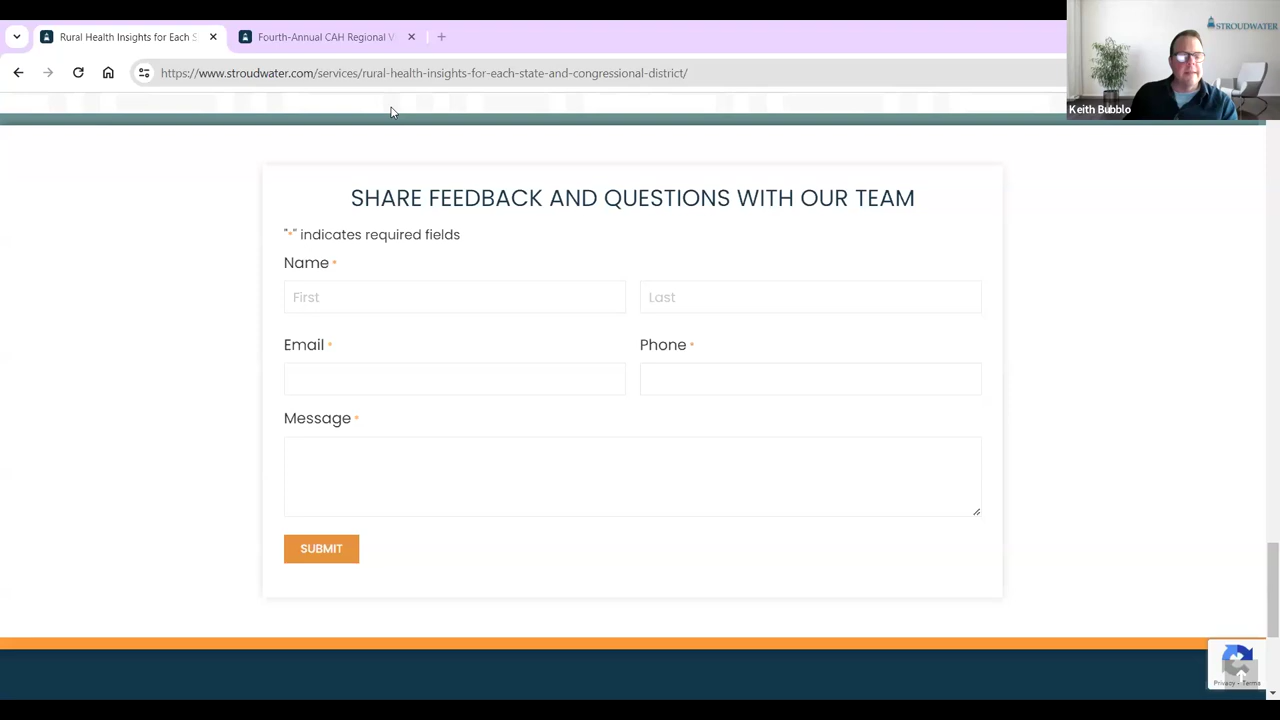 Rural Health Insights for Each S
Fourth-Annual CAH Regional V
https://www.stroudwater.com/services/rural-health-insights-for-each-state-and-congressional-district/
STROUDWATER
Keith Bubblo
SHARE FEEDBACK AND QUESTIONS WITH OUR TEAM
"*" indicates required fields
Name *
First Last
Email * Phone *
Message *
SUBMIT
Privacy - Terms